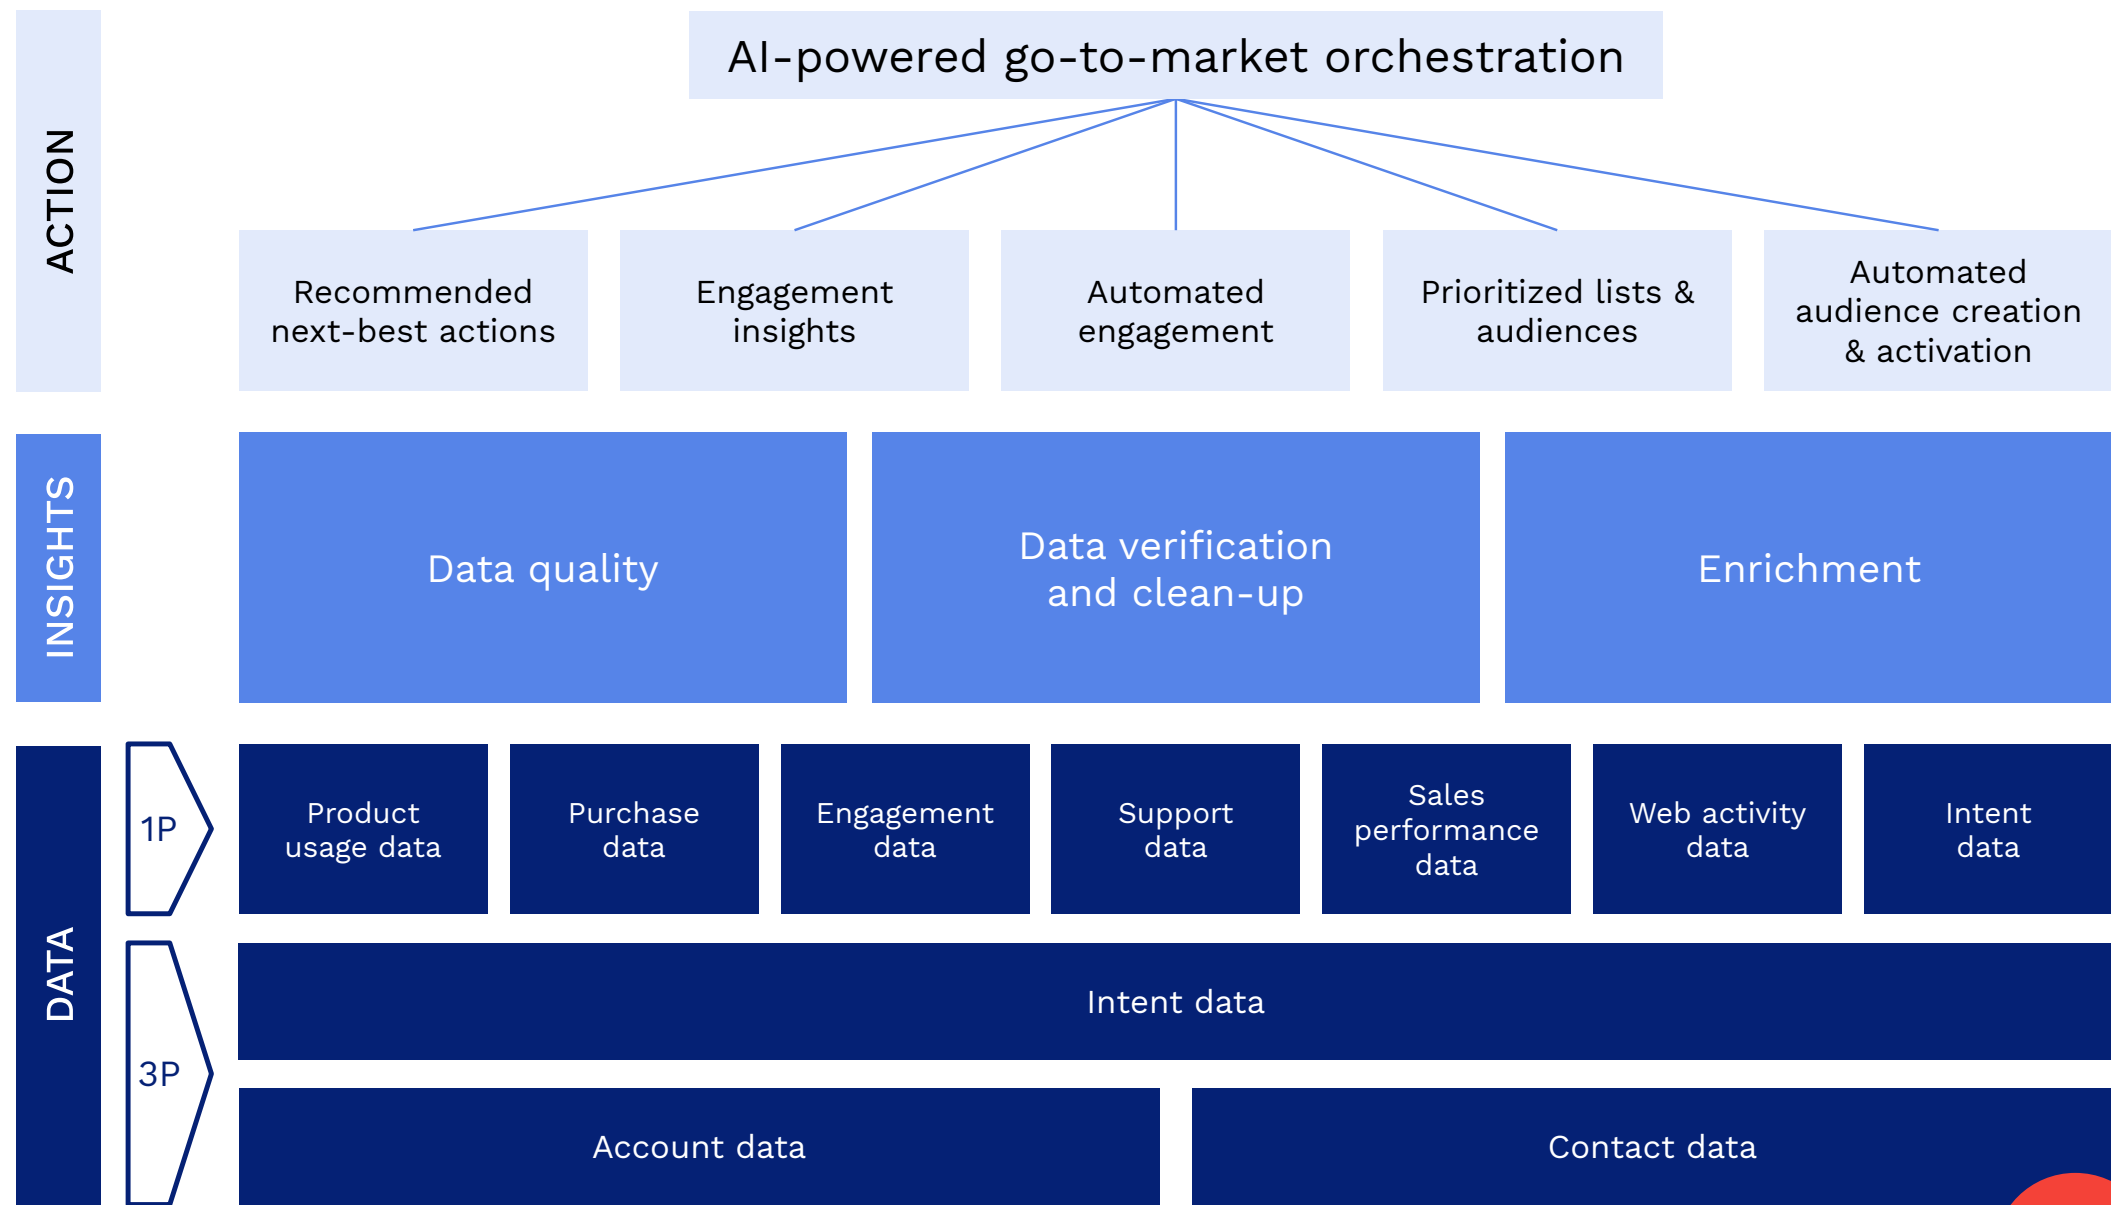 AI-powered go-to-market orchestration
ACTION
Recommended
next-best actions
Engagement
insights
Automated
engagement
Prioritized lists &
audiences
Automated
audience creation
& activation
INSIGHTS
Data quality
Data verification
and clean-up
Enrichment
DATA
1P
Product
usage data
Purchase
data
Engagement
data
Support
data
Sales
performance
data
Web activity
data
Intent
data
3P
Intent data
Account data
Contact data